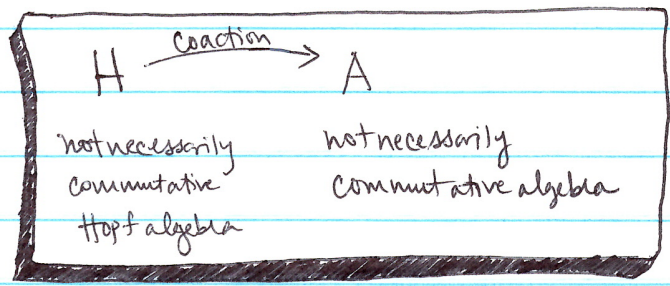 coaction
H A
not necessarily not necessarily
commutative commutative algebra
Hopf algebra